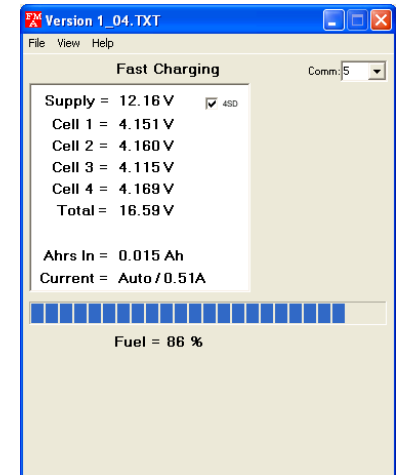 FMA Version 1_04.TXT
File View Help
Fast Charging
Comm: 5
Supply = 12.16 V
4SD
Cell 1 = 4.151 V
Cell 2 = 4.160 V
Cell 3 = 4.115 V
Cell 4 = 4.169 V
Total = 16.59 V
Ahrs In = 0.015 Ah
Current = Auto / 0.51A
Fuel = 86 %